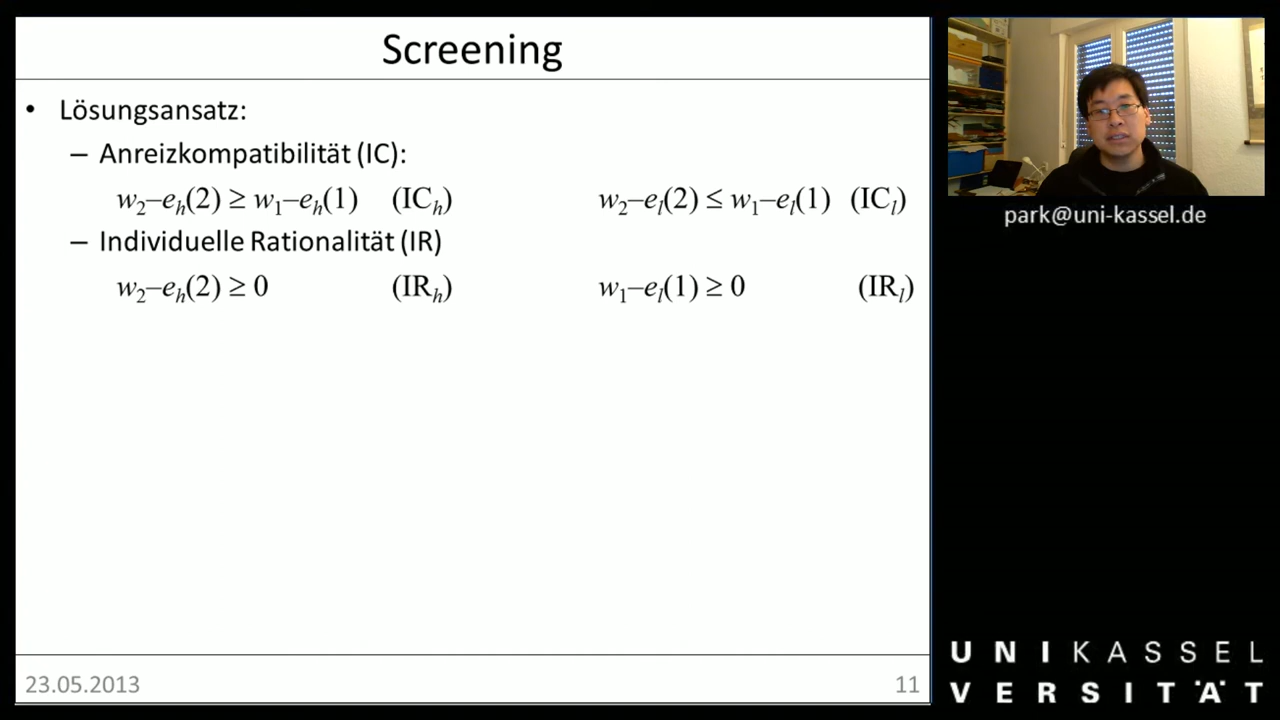 Screening
• Lösungsansatz:
– Anreizkompatibilität (IC):
w₂–eₕ(2) ≥ w₁–eₕ(1) (ICₕ) w₂–eₗ(2) ≤ w₁–eₗ(1) (ICₗ)
– Individuelle Rationalität (IR)
w₂–eₕ(2) ≥ 0 (IRₕ) w₁–eₗ(1) ≥ 0 (IRₗ)
23.05.2013 11
park@uni-kassel.de
UNIKASSEL
VERSITÄT